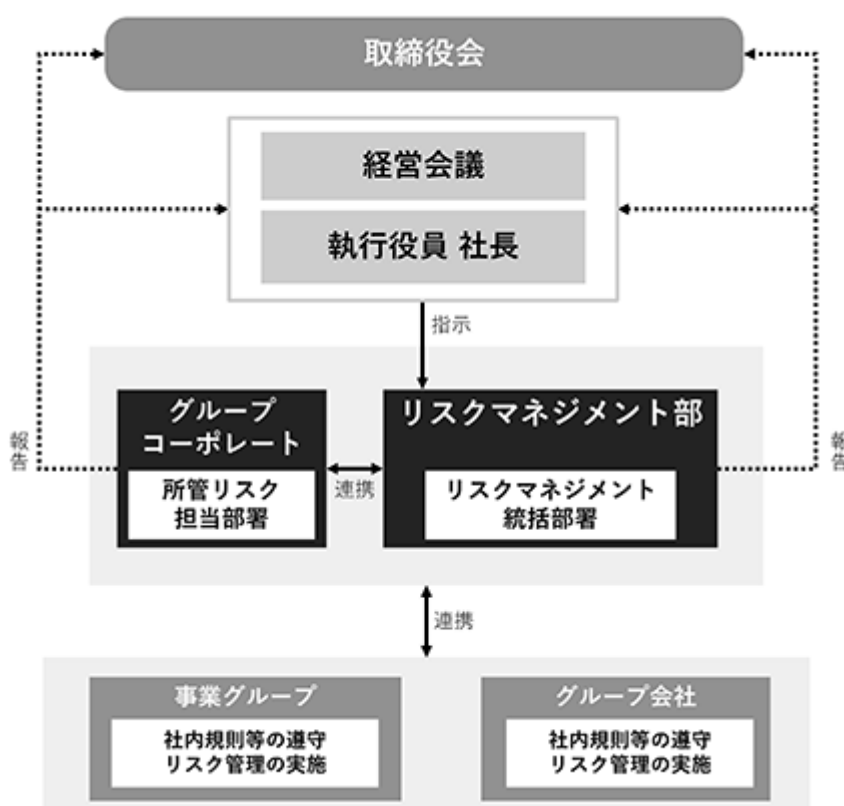 取締役会
経営会議
執行役員 社長
指示
グループ
コーポレート
所管リスク
担当部署
連携
リスクマネジメント部
リスクマネジメント
統括部署
報告
報告
連携
事業グループ
社内規則等の遵守
リスク管理の実施
グループ会社
社内規則等の遵守
リスク管理の実施